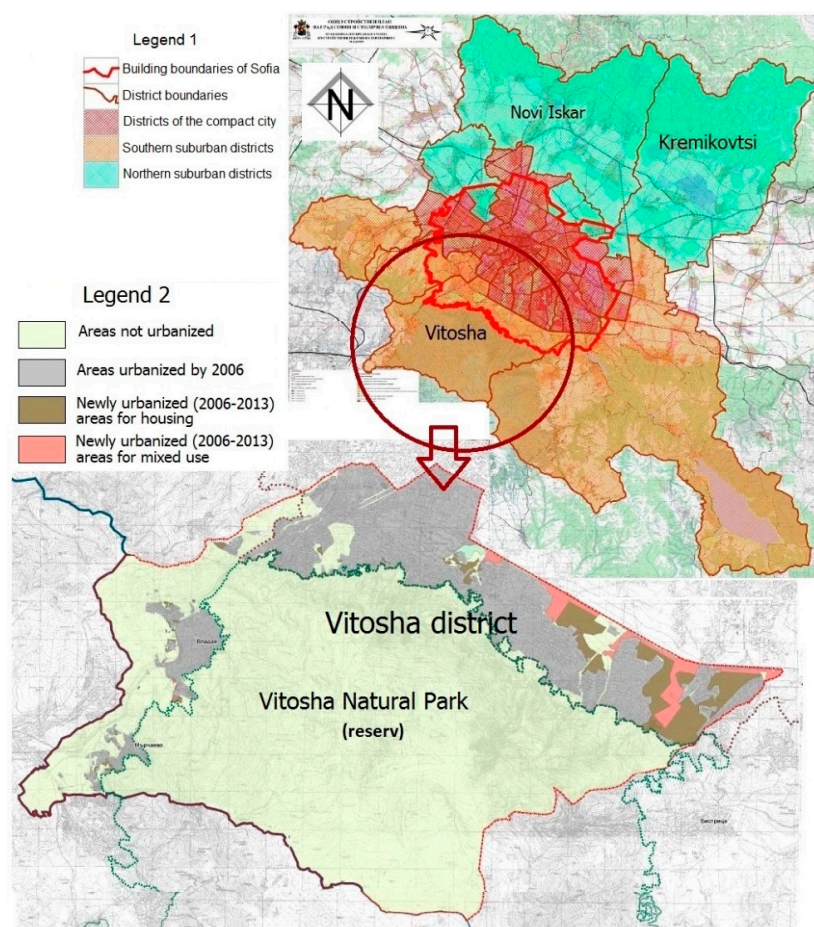 Legend 1
Building boundaries of Sofia
District boundaries
Districts of the compact city
Southern suburban districts
Northern suburban districts
N
Novi Iskar
Kremikovtsi
Vitosha
Legend 2
Areas not urbanized
Areas urbanized by 2006
Newly urbanized (2006-2013)
areas for housing
Newly urbanized (2006-2013)
areas for mixed use
Vitosha district
Vitosha Natural Park
(reserv)
Владая
Мърчаево
Бистрица